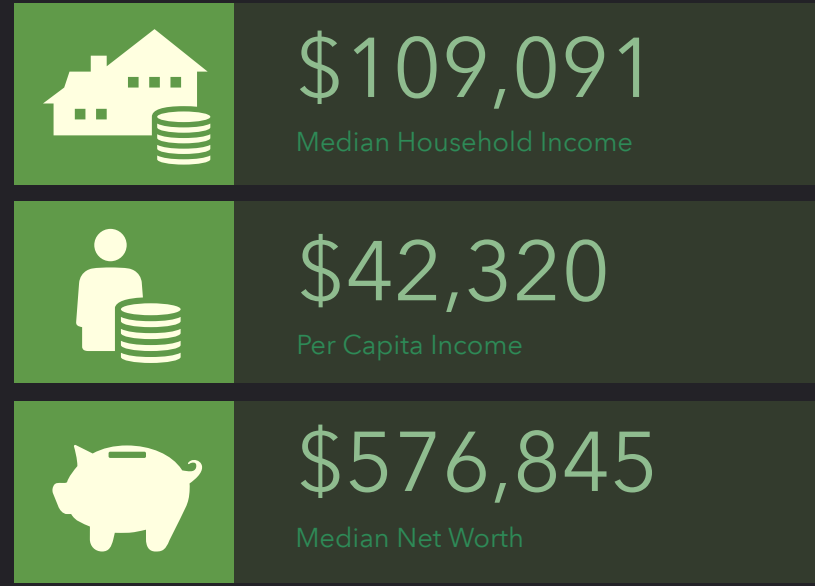 $109,091
Median Household Income
$42,320
Per Capita Income
$576,845
Median Net Worth